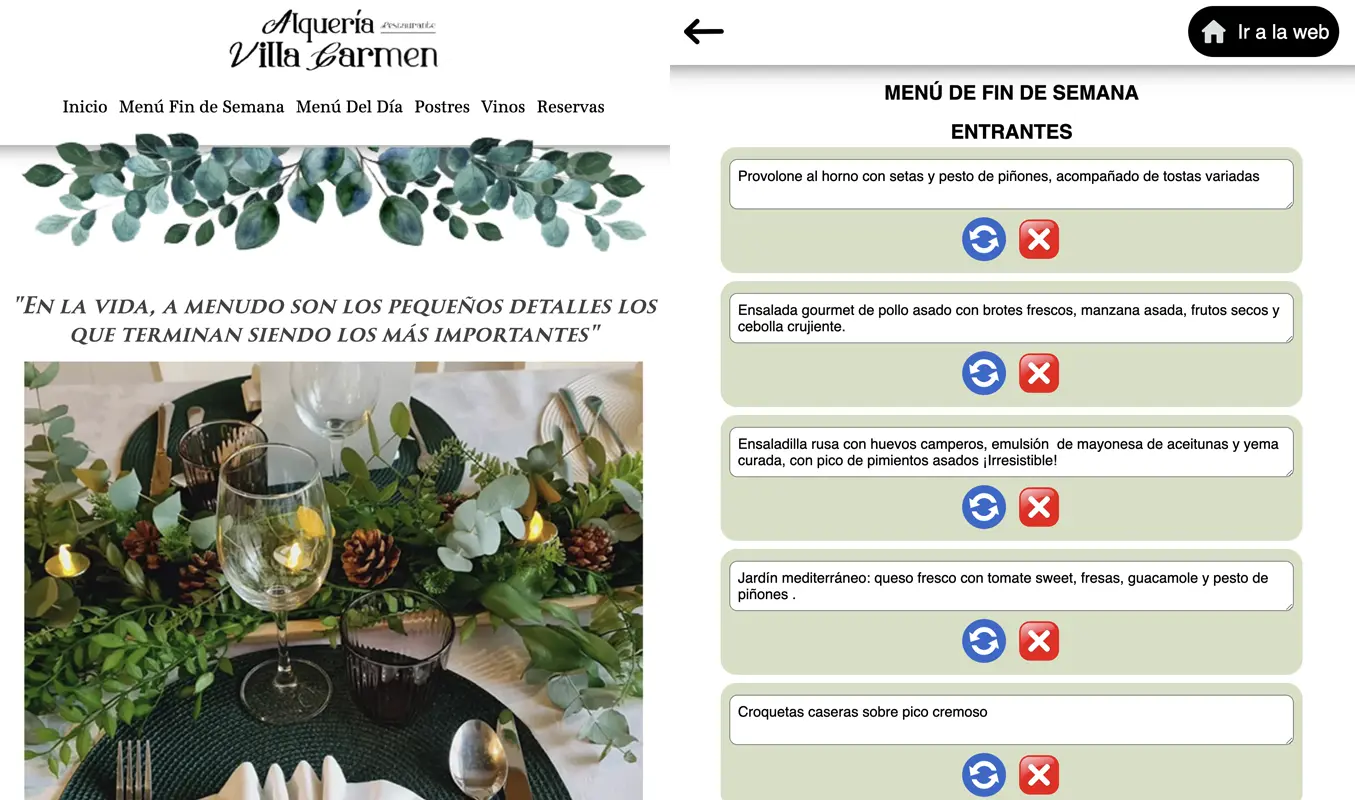 Alquería Restaurante
Villa Carmen
Inicio Menú Fin de Semana Menú Del Día Postres Vinos Reservas
"En la vida, a menudo son los pequeños detalles los
que terminan siendo los más importantes"
Ir a la web
MENÚ DE FIN DE SEMANA
ENTRANTES
Provolone al horno con setas y pesto de piñones, acompañado de tostas variadas
Ensalada gourmet de pollo asado con brotes frescos, manzana asada, frutos secos y
cebolla crujiente.
Ensaladilla rusa con huevos camperos, emulsión  de mayonesa de aceitunas y yema
curada, con pico de pimientos asados ¡Irresistible!
Jardín mediterráneo: queso fresco con tomate sweet, fresas, guacamole y pesto de
piñones .
Croquetas caseras sobre pico cremoso